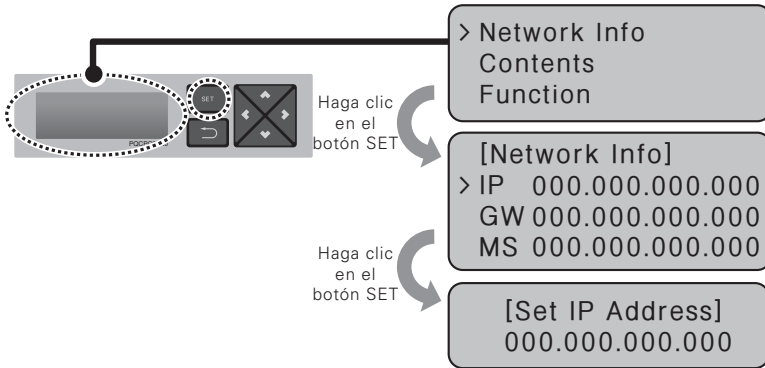 > Network Info
Contents
Function
SET
Haga clic
en el
botón SET
[Network Info]
> IP 000.000.000.000
GW 000.000.000.000
MS 000.000.000.000
Haga clic
en el
botón SET
[Set IP Address]
000.000.000.000